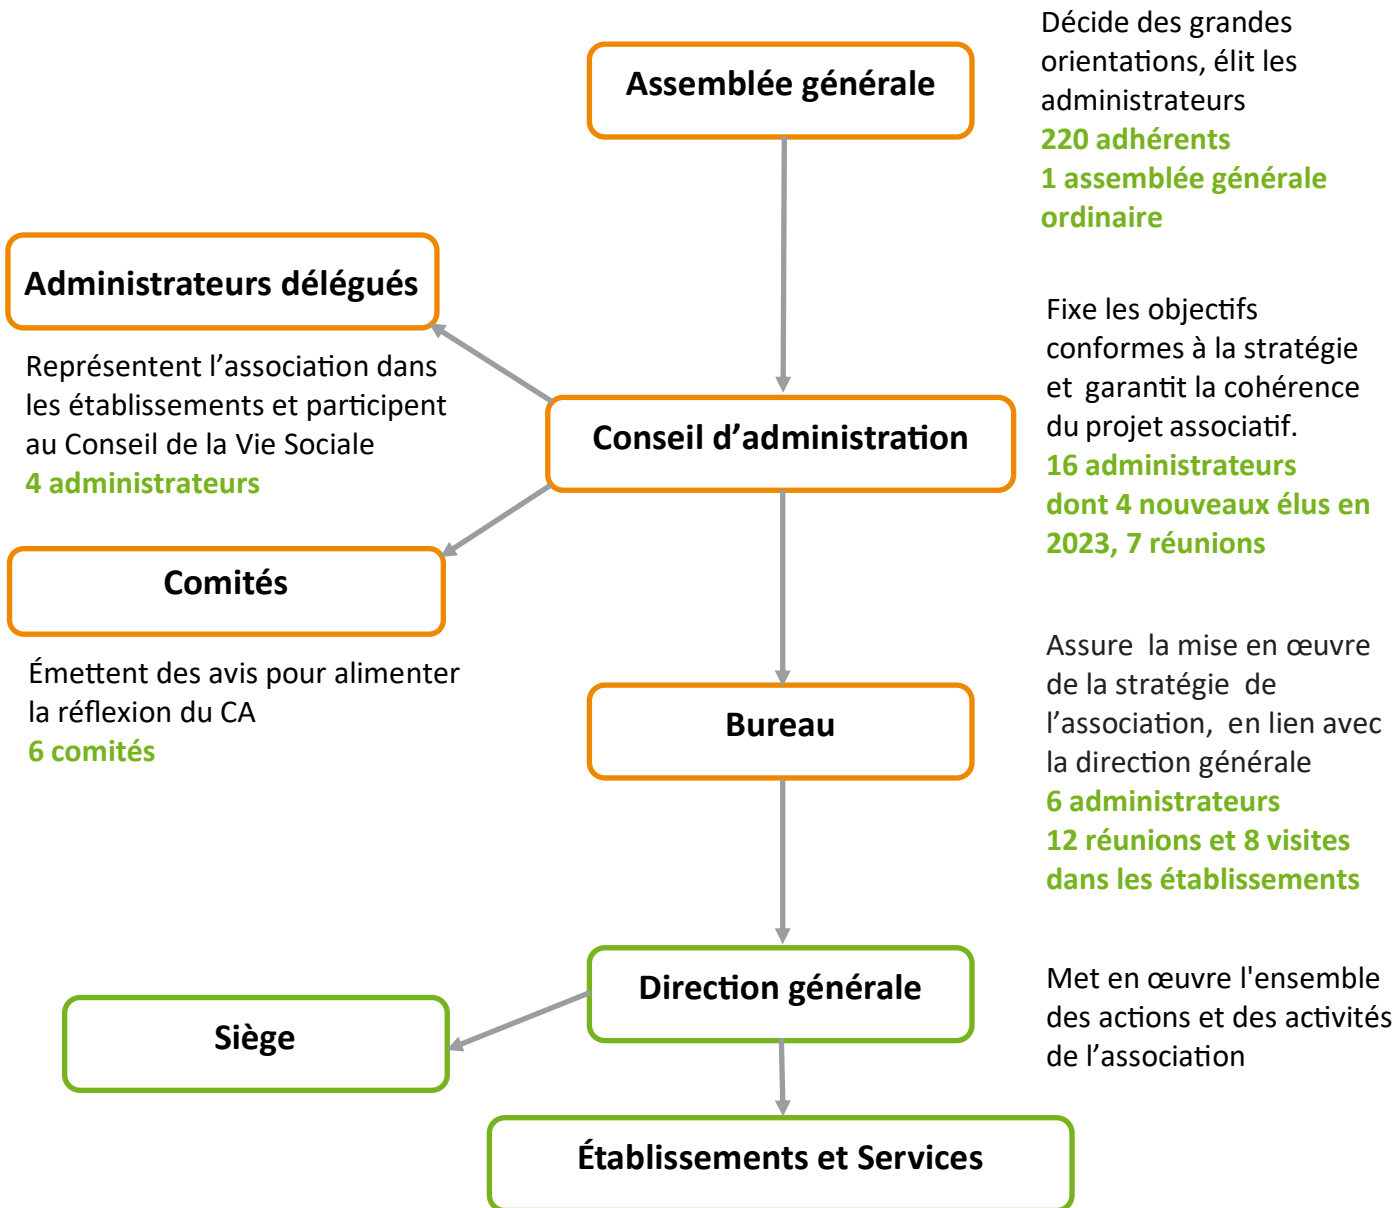 Assemblée générale
Décide des grandes
orientations, élit les
administrateurs
220 adhérents
1 assemblée générale
ordinaire
Administrateurs délégués
Représentent l’association dans
les établissements et participent
au Conseil de la Vie Sociale
4 administrateurs
Conseil d’administration
Fixe les objectifs
conformes à la stratégie
et garantit la cohérence
du projet associatif.
16 administrateurs
dont 4 nouveaux élus en
2023, 7 réunions
Comités
Émettent des avis pour alimenter
la réflexion du CA
6 comités
Bureau
Assure la mise en œuvre
de la stratégie de
l’association, en lien avec
la direction générale
6 administrateurs
12 réunions et 8 visites
dans les établissements
Direction générale
Met en œuvre l'ensemble
des actions et des activités
de l’association
Siège
Établissements et Services